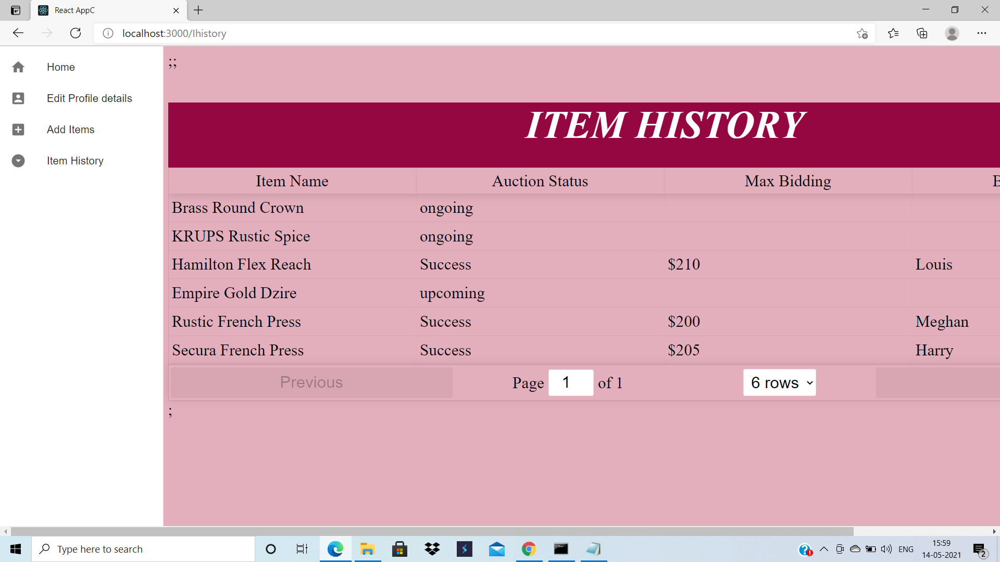 React AppC
localhost:3000/Ihistory
Home
Edit Profile details
Add Items
Item History
;;
ITEM HISTORY
Item Name Auction Status Max Bidding
Brass Round Crown ongoing
KRUPS Rustic Spice ongoing
Hamilton Flex Reach Success $210 Louis
Empire Gold Dzire upcoming
Rustic French Press Success $200 Meghan
Secura French Press Success $205 Harry
Previous Page 1 of 1 6 rows
;
Type here to search
ENG
15:59
14-05-2021
2